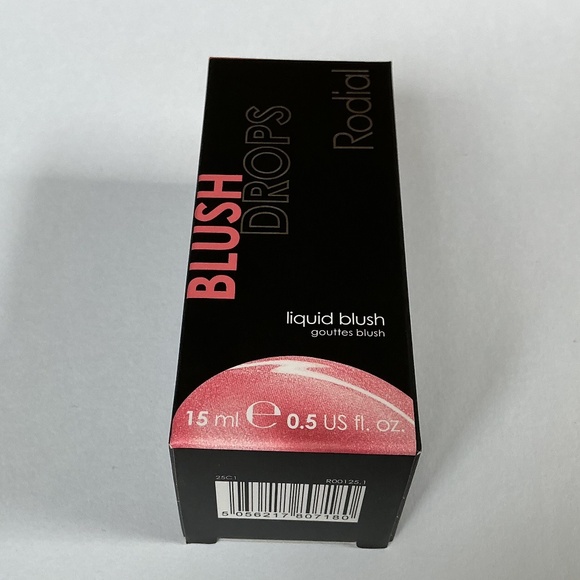 Rodial
BLUSH
DROPS
liquid blush
gouttes blush
15 ml e 0.5 US fl. oz.
25C1
R00125.1
5 056217 807180